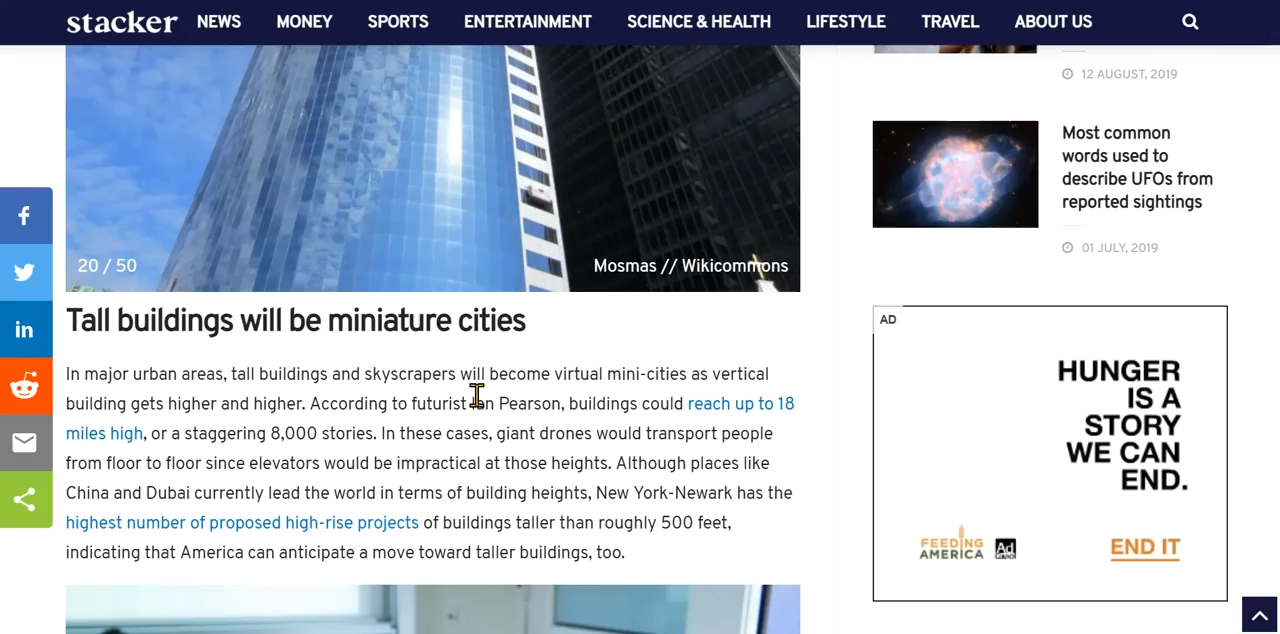 stacker
NEWS
MONEY
SPORTS
ENTERTAINMENT
SCIENCE & HEALTH
LIFESTYLE
TRAVEL
ABOUT US
20 / 50
Mosmas // Wikicommons
Tall buildings will be miniature cities
In major urban areas, tall buildings and skyscrapers will become virtual mini-cities as vertical
building gets higher and higher. According to futurist Ian Pearson, buildings could reach up to 18
miles high, or a staggering 8,000 stories. In these cases, giant drones would transport people
from floor to floor since elevators would be impractical at those heights. Although places like
China and Dubai currently lead the world in terms of building heights, New York-Newark has the
highest number of proposed high-rise projects of buildings taller than roughly 500 feet,
indicating that America can anticipate a move toward taller buildings, too.
12 AUGUST, 2019
Most common
words used to
describe UFOs from
reported sightings
01 JULY, 2019
AD
HUNGER
IS A
STORY
WE CAN
END.
FEEDING
AMERICA
Ad
END IT